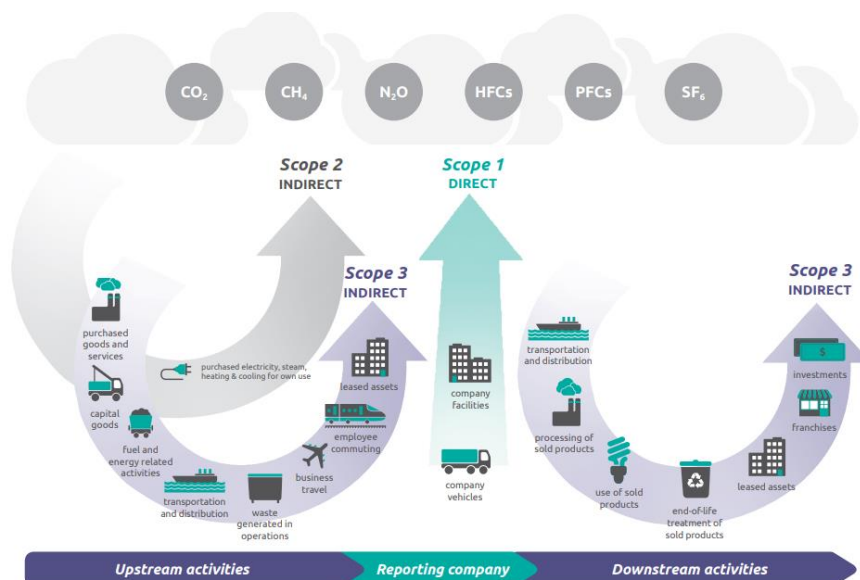 CO₂
CH₄
N₂O
HFCs
PFCs
SF₆
Scope 2
INDIRECT
Scope 1
DIRECT
Scope 3
INDIRECT
Scope 3
INDIRECT
purchased
goods and
services
capital
goods
fuel and
energy related
activities
transportation
and distribution
waste
generated in
operations
business
travel
employee
commuting
leased assets
purchased electricity, steam,
heating & cooling for own use
company
facilities
company
vehicles
transportation
and distribution
processing of
sold products
use of sold
products
end-of-life
treatment of
sold products
leased assets
franchises
$
investments
Upstream activities
Reporting company
Downstream activities